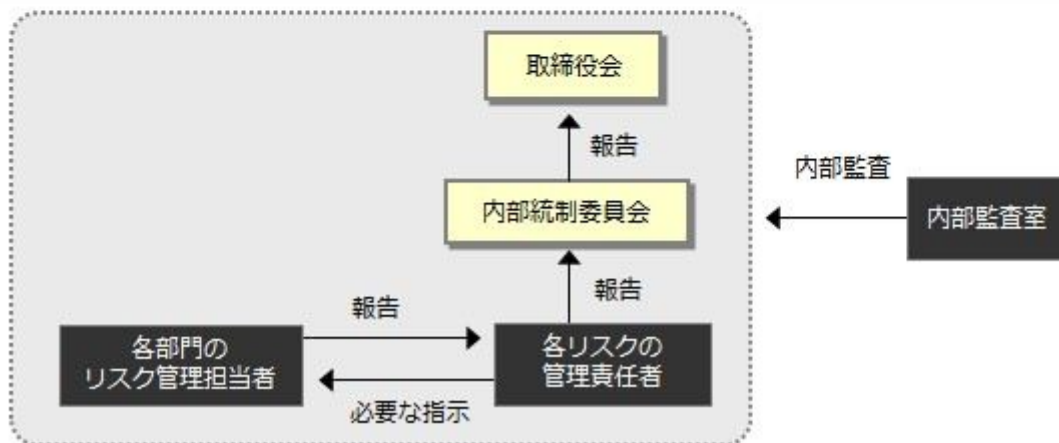 取締役会
報告
内部監査
内部統制委員会
内部監査室
報告
報告
各部門の
リスク管理担当者
各リスクの
管理責任者
必要な指示